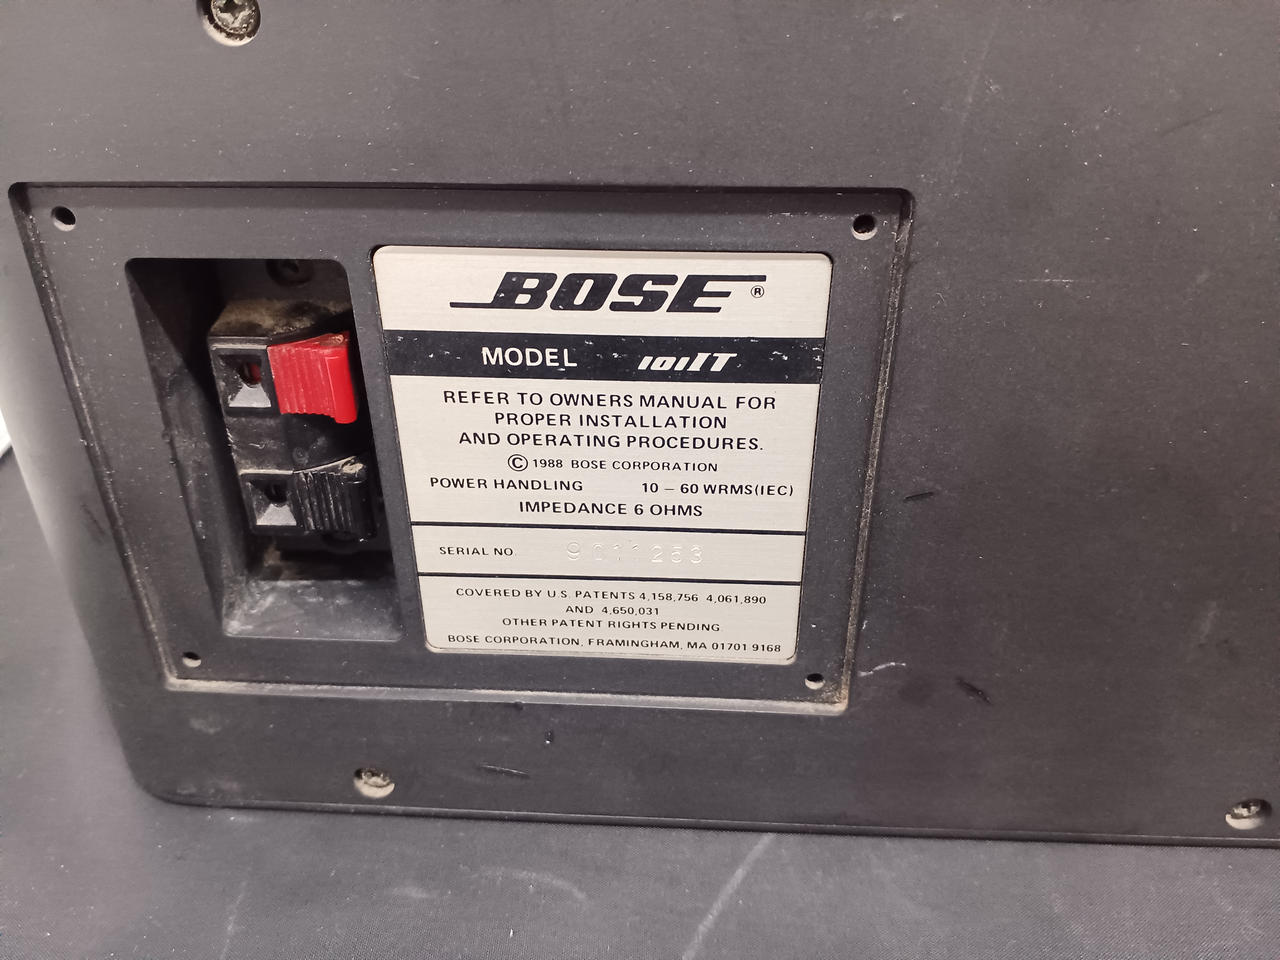 BOSE ®
MODEL 101IT
REFER TO OWNERS MANUAL FOR
PROPER INSTALLATION
AND OPERATING PROCEDURES.
© 1988 BOSE CORPORATION
POWER HANDLING 10 – 60 WRMS(IEC)
IMPEDANCE 6 OHMS
SERIAL NO. 9011253
COVERED BY U.S. PATENTS 4,158,756 4,061,890
AND 4,650,031
OTHER PATENT RIGHTS PENDING.
BOSE CORPORATION, FRAMINGHAM, MA 01701 9168